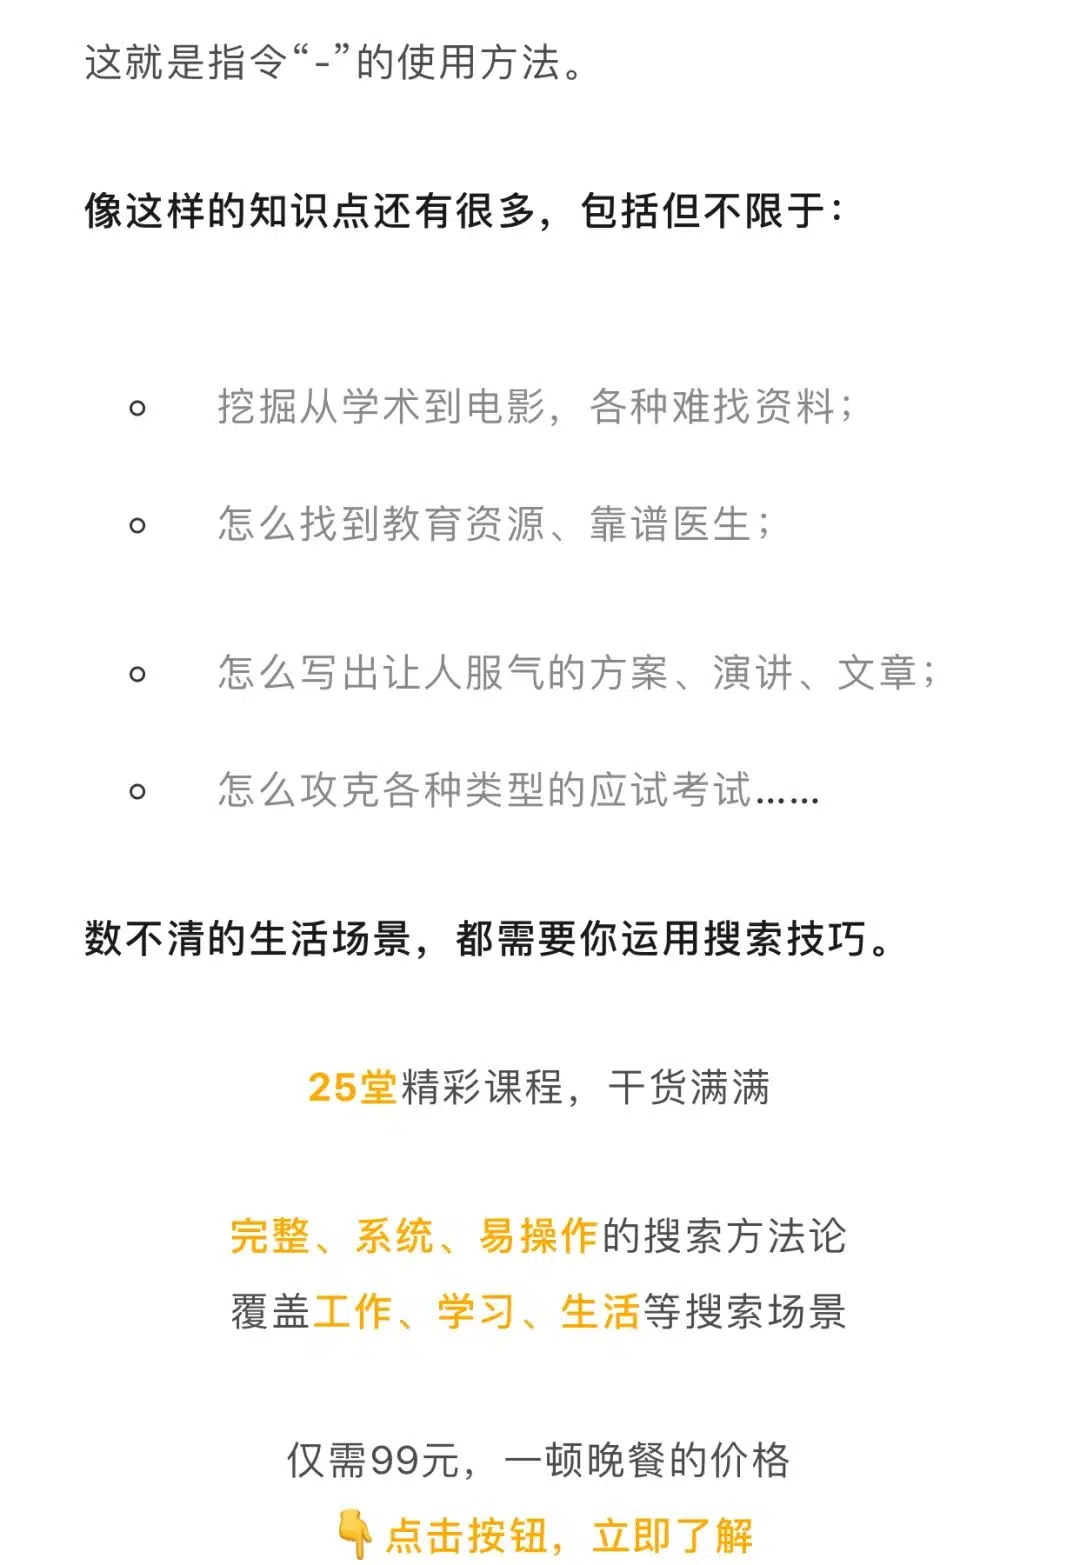 这就是指令“-”的使用方法。
像这样的知识点还有很多，包括但不限于：
挖掘从学术到电影，各种难找资料；
怎么找到教育资源、靠谱医生；
怎么写出让人服气的方案、演讲、文章；
怎么攻克各种类型的应试考试......
数不清的生活场景，都需要你运用搜索技巧。
25堂精彩课程，干货满满
完整、系统、易操作的搜索方法论
覆盖工作、学习、生活等搜索场景
仅需99元，一顿晚餐的价格
👇点击按钮，立即了解